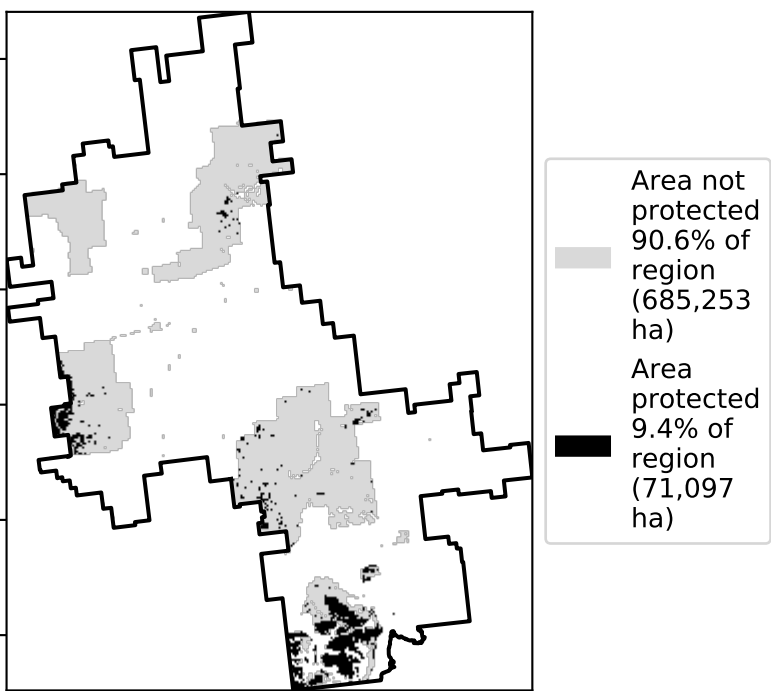 Area not
protected
90.6% of
region
(685,253
ha)
Area
protected
9.4% of
region
(71,097
ha)